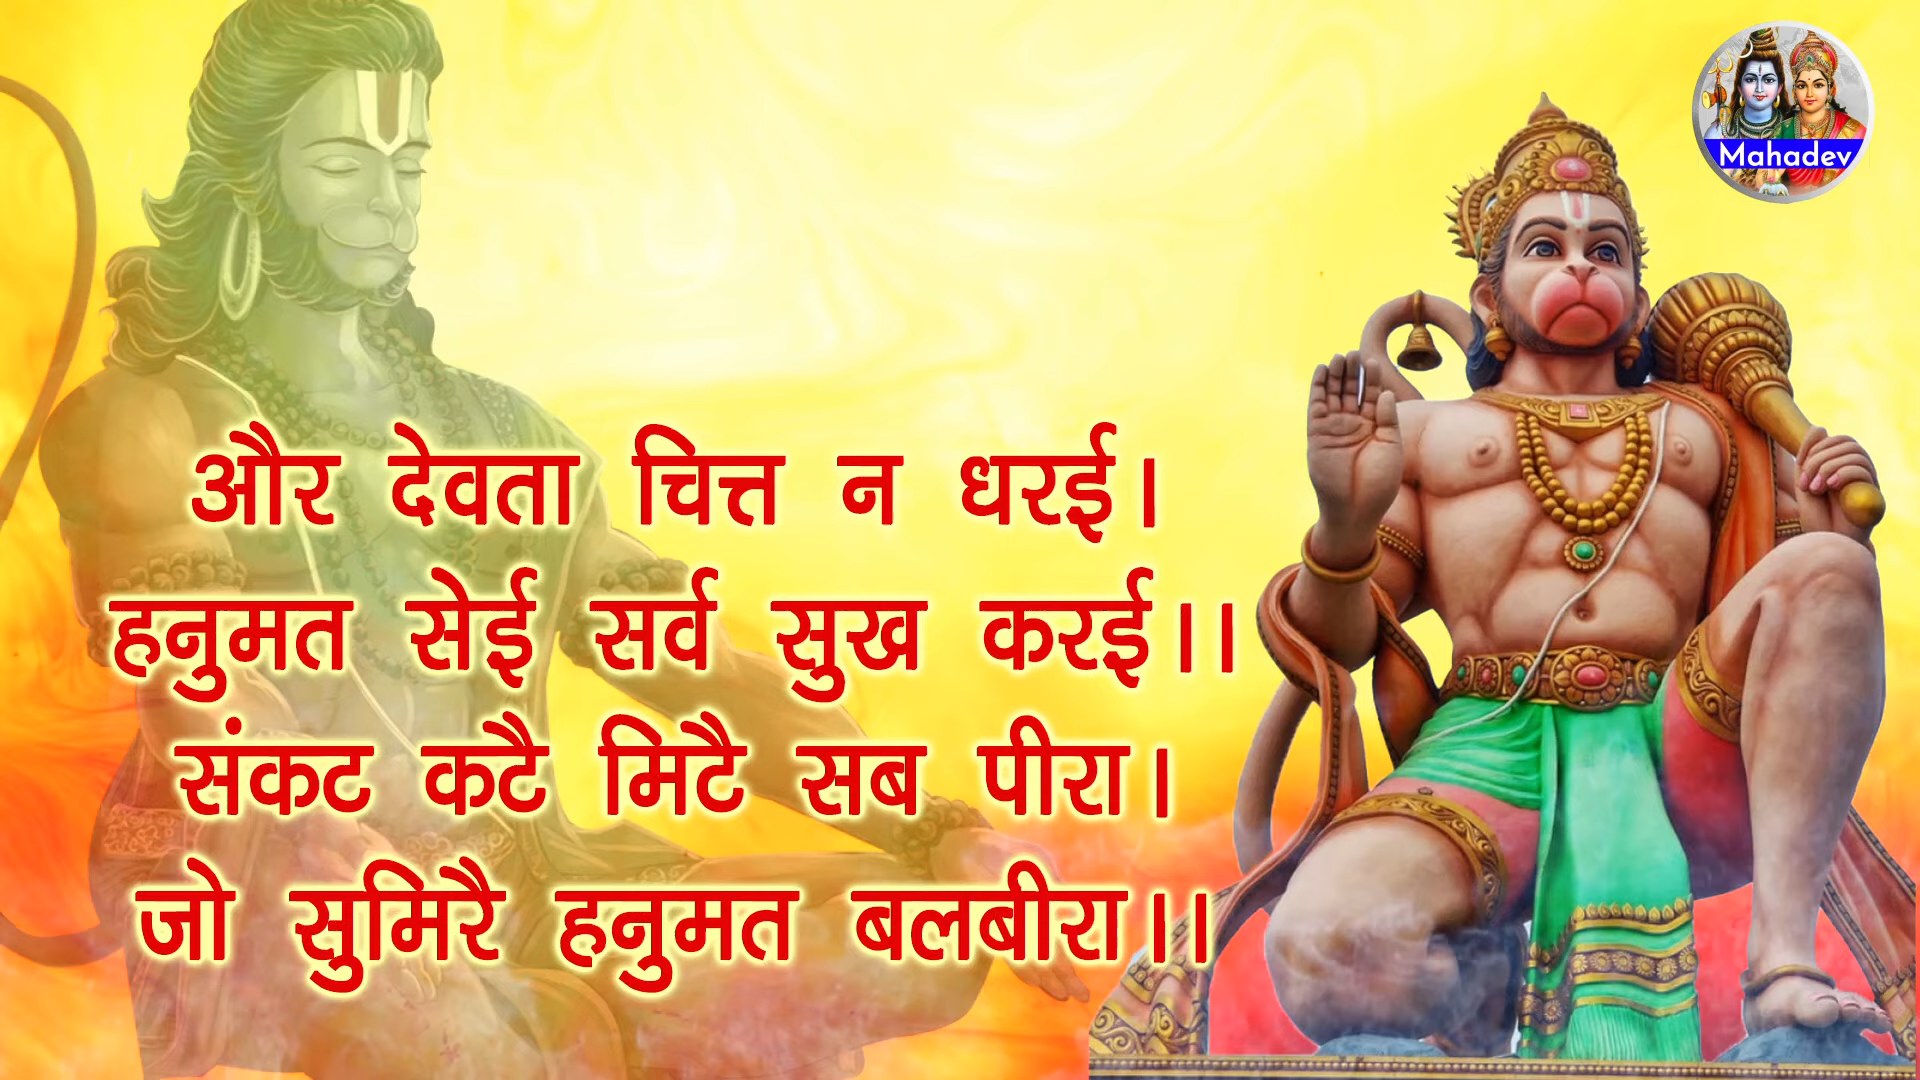 Mahadev
और देवता चित्त न धरई।
हनुमत सेई सर्व सुख करई।।
संकट कटै मिटै सब पीरा।
जो सुमिरै हनुमत बलबीरा।।